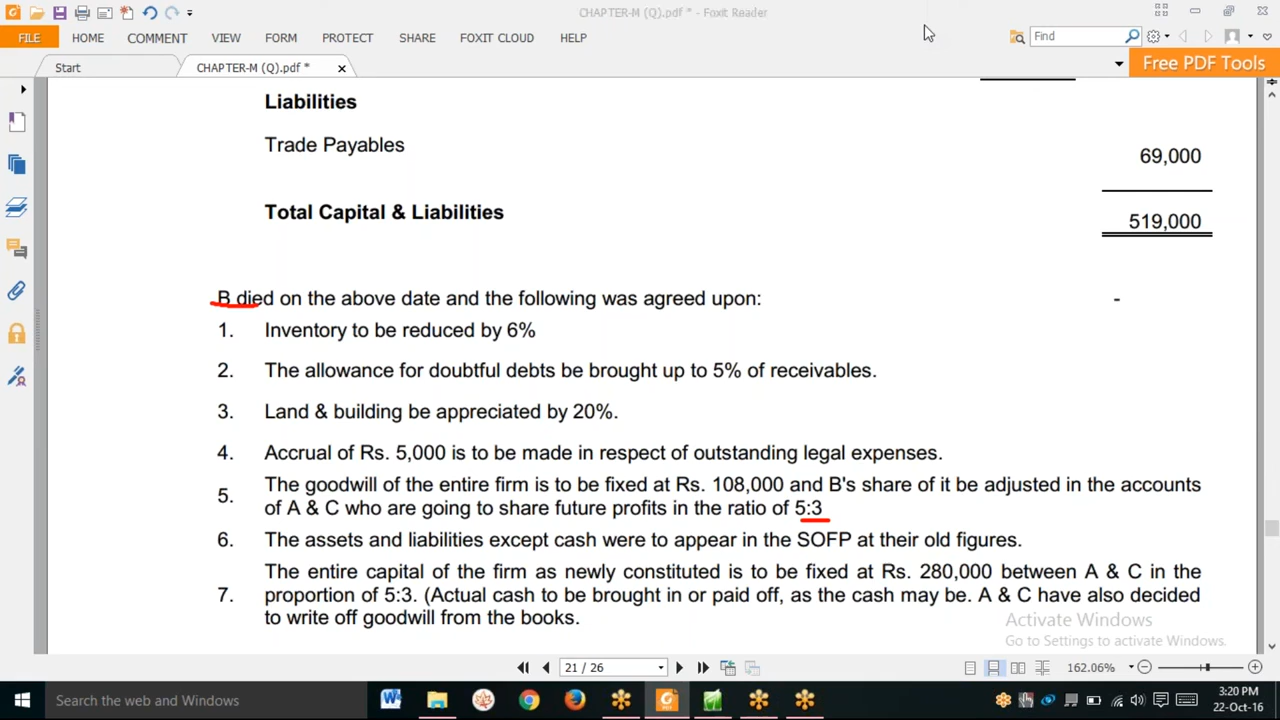 CHAPTER-M (Q).pdf * - Foxit Reader
FILE HOME COMMENT VIEW FORM PROTECT SHARE FOXIT CLOUD HELP Find
Start CHAPTER-M (Q).pdf * Free PDF Tools
Liabilities
Trade Payables 69,000
Total Capital & Liabilities 519,000
B died on the above date and the following was agreed upon: -
1. Inventory to be reduced by 6%
2. The allowance for doubtful debts be brought up to 5% of receivables.
3. Land & building be appreciated by 20%.
4. Accrual of Rs. 5,000 is to be made in respect of outstanding legal expenses.
5. The goodwill of the entire firm is to be fixed at Rs. 108,000 and B's share of it be adjusted in the accounts
of A & C who are going to share future profits in the ratio of 5:3
6. The assets and liabilities except cash were to appear in the SOFP at their old figures.
The entire capital of the firm as newly constituted is to be fixed at Rs. 280,000 between A & C in the
7. proportion of 5:3. (Actual cash to be brought in or paid off, as the cash may be. A & C have also decided
to write off goodwill from the books.
Activate Windows
Go to Settings to activate Windows.
21 / 26 162.06%
Search the web and Windows 3:20 PM
22-Oct-16